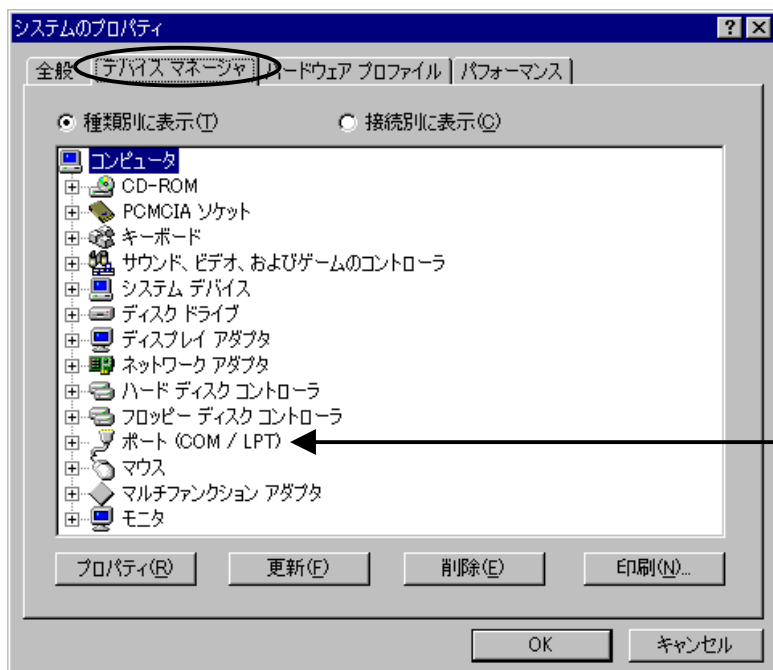 システムのプロパティ
全般 デバイス マネージャ ハードウェア プロファイル パフォーマンス
種類別に表示(T) 接続別に表示(C)
コンピュータ
CD-ROM
PCMCIA ソケット
キーボード
サウンド、ビデオ、およびゲームのコントローラ
システム デバイス
ディスク ドライブ
ディスプレイ アダプタ
ネットワーク アダプタ
ハード ディスク コントローラ
フロッピー ディスク コントローラ
ポート (COM / LPT)
マウス
マルチファンクション アダプタ
モニタ
プロパティ(R) 更新(F) 削除(E) 印刷(N)...
OK キャンセル